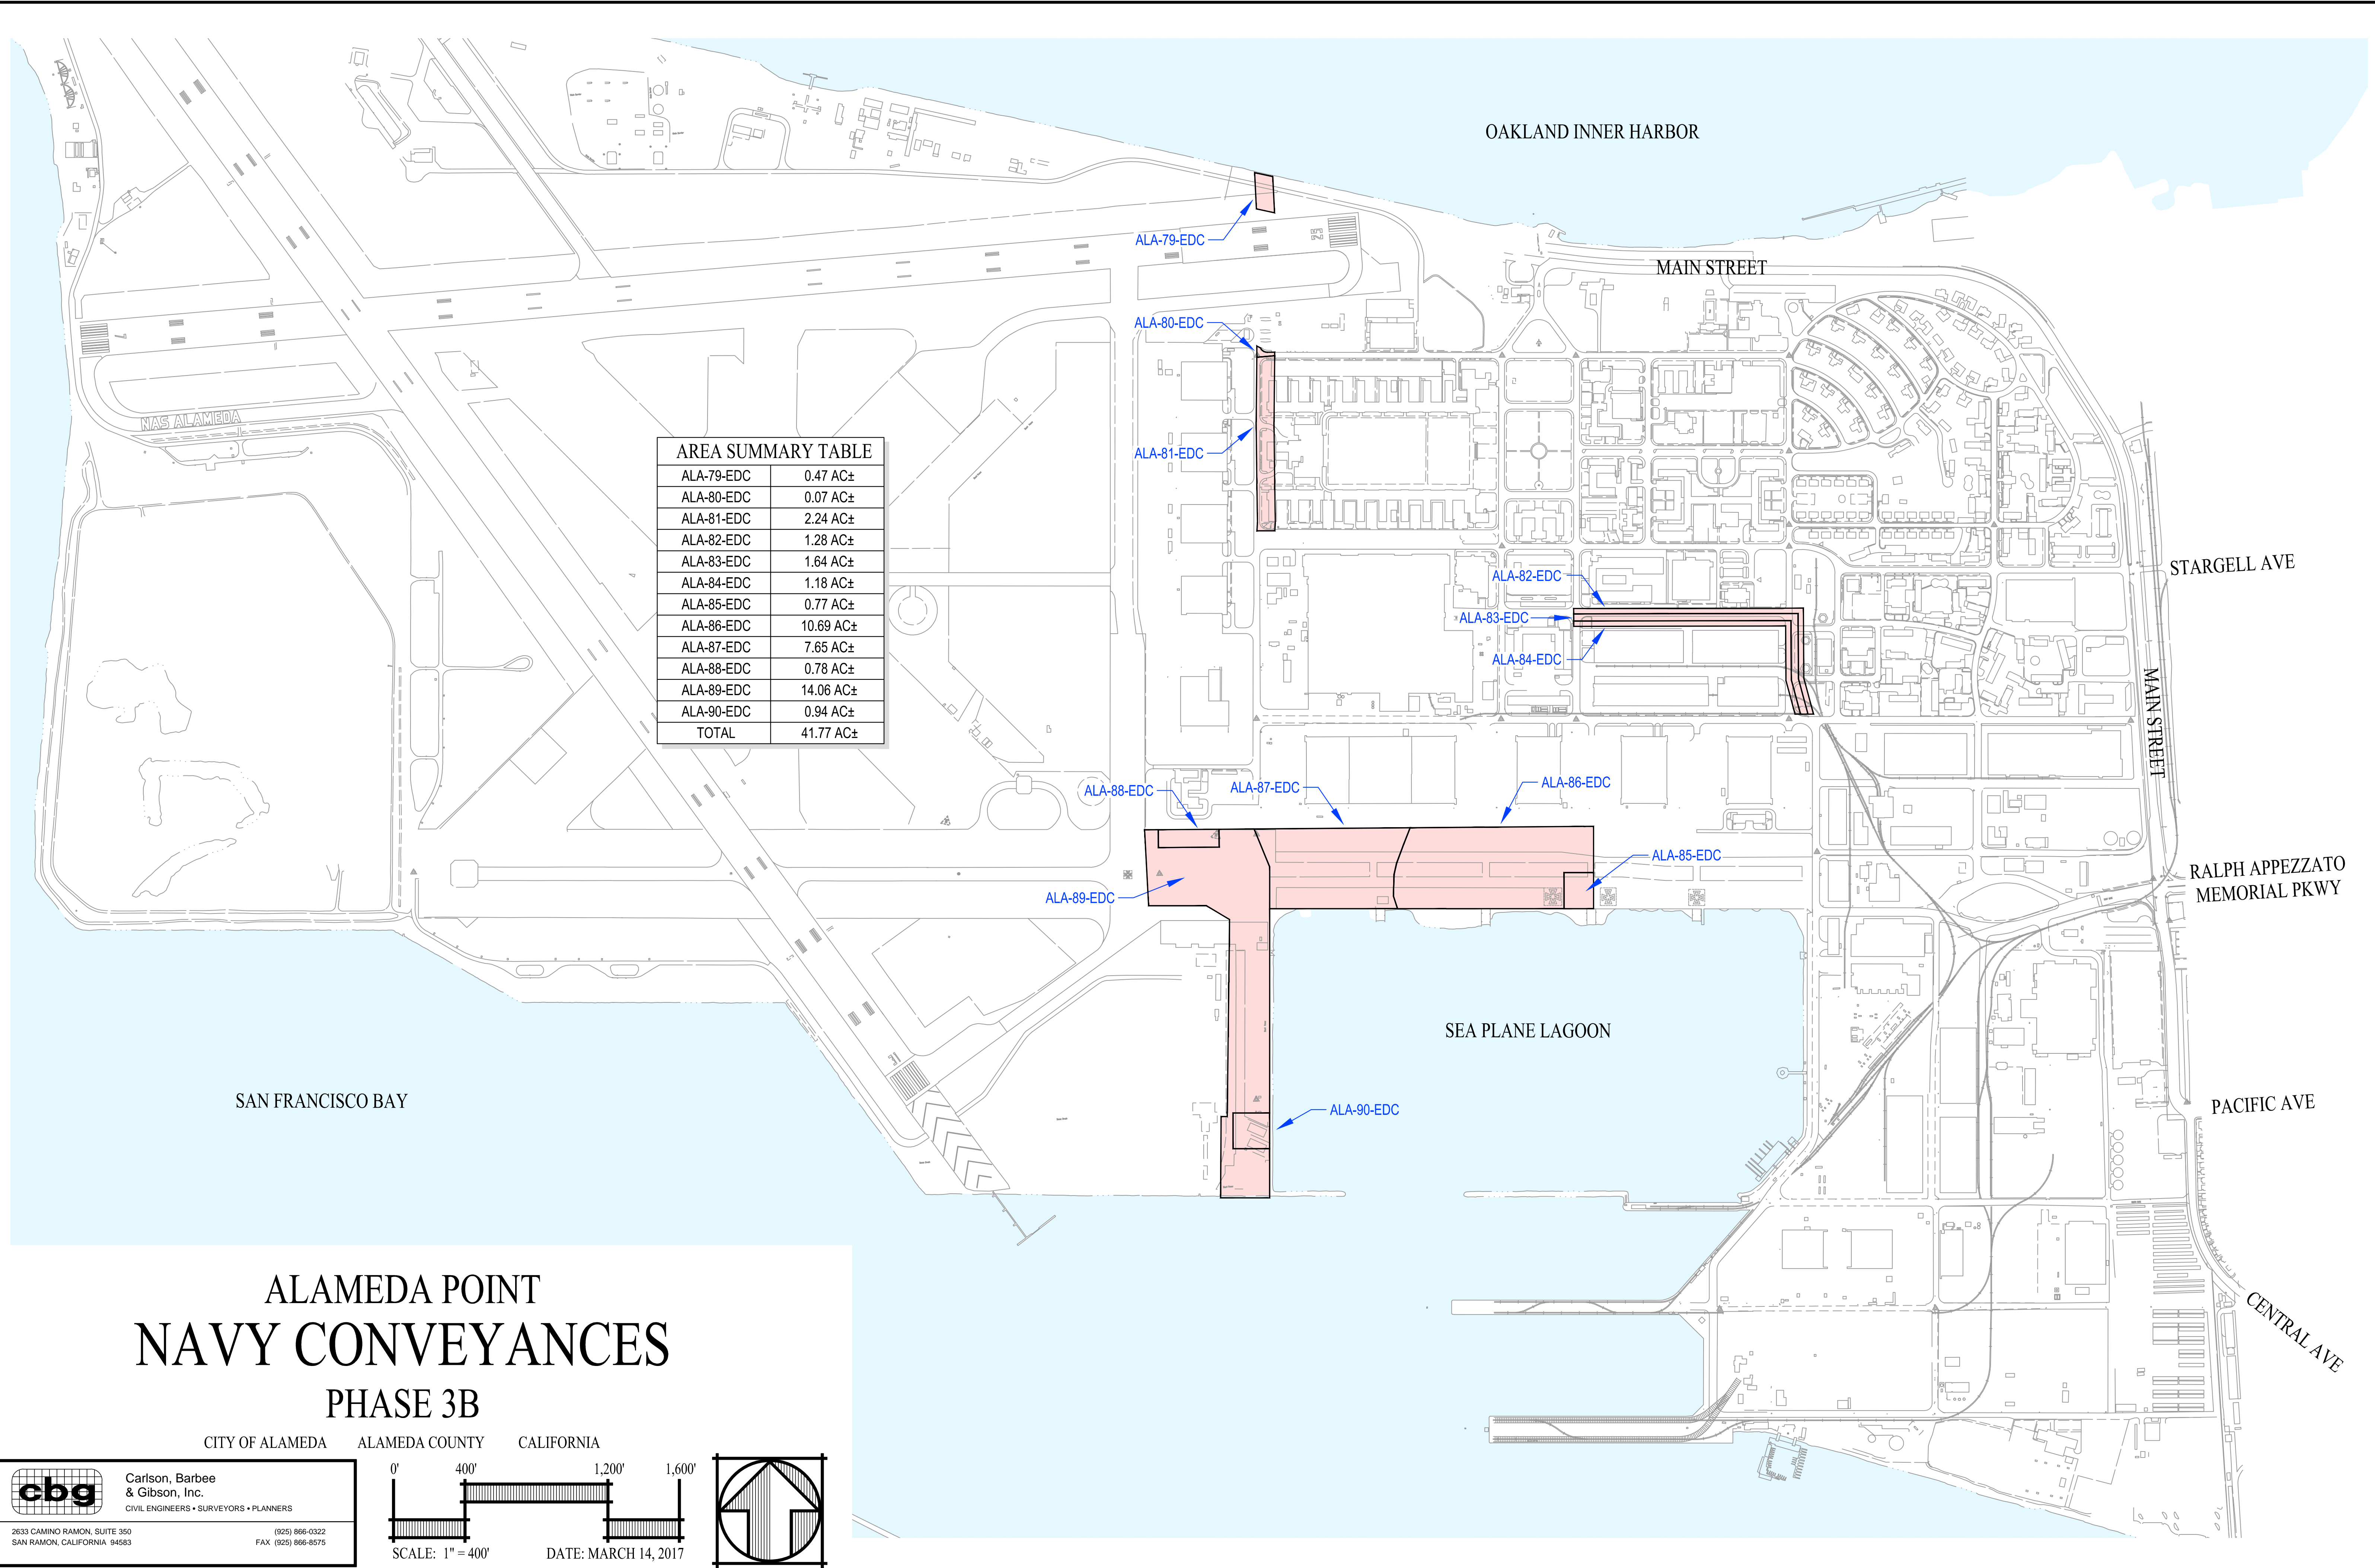 OAKLAND INNER HARBOR
ALA-79-EDC
MAIN STREET
ALA-80-EDC
NAS ALAMEDA
ALA-81-EDC
AREA SUMMARY TABLE
ALA-79-EDC 0.47 AC±
ALA-80-EDC 0.07 AC±
ALA-81-EDC 2.24 AC±
ALA-82-EDC 1.28 AC±
ALA-83-EDC 1.64 AC±
ALA-84-EDC 1.18 AC±
ALA-85-EDC 0.77 AC±
ALA-86-EDC 10.69 AC±
ALA-87-EDC 7.65 AC±
ALA-88-EDC 0.78 AC±
ALA-89-EDC 14.06 AC±
ALA-90-EDC 0.94 AC±
TOTAL 41.77 AC±
STARGELL AVE
ALA-82-EDC
ALA-83-EDC
ALA-84-EDC
MAIN STREET
ALA-88-EDC
ALA-87-EDC
ALA-86-EDC
ALA-85-EDC
RALPH APPEZZATO
MEMORIAL PKWY
ALA-89-EDC
SEA PLANE LAGOON
SAN FRANCISCO BAY
ALA-90-EDC
PACIFIC AVE
CENTRAL AVE
ALAMEDA POINT
NAVY CONVEYANCES
PHASE 3B
CITY OF ALAMEDA ALAMEDA COUNTY CALIFORNIA
cbg
Carlson, Barbee
& Gibson, Inc.
CIVIL ENGINEERS • SURVEYORS • PLANNERS
2633 CAMINO RAMON, SUITE 350 (925) 866-0322
SAN RAMON, CALIFORNIA 94583 FAX (925) 866-8575
0' 400' 1,200' 1,600'
SCALE: 1" = 400' DATE: MARCH 14, 2017